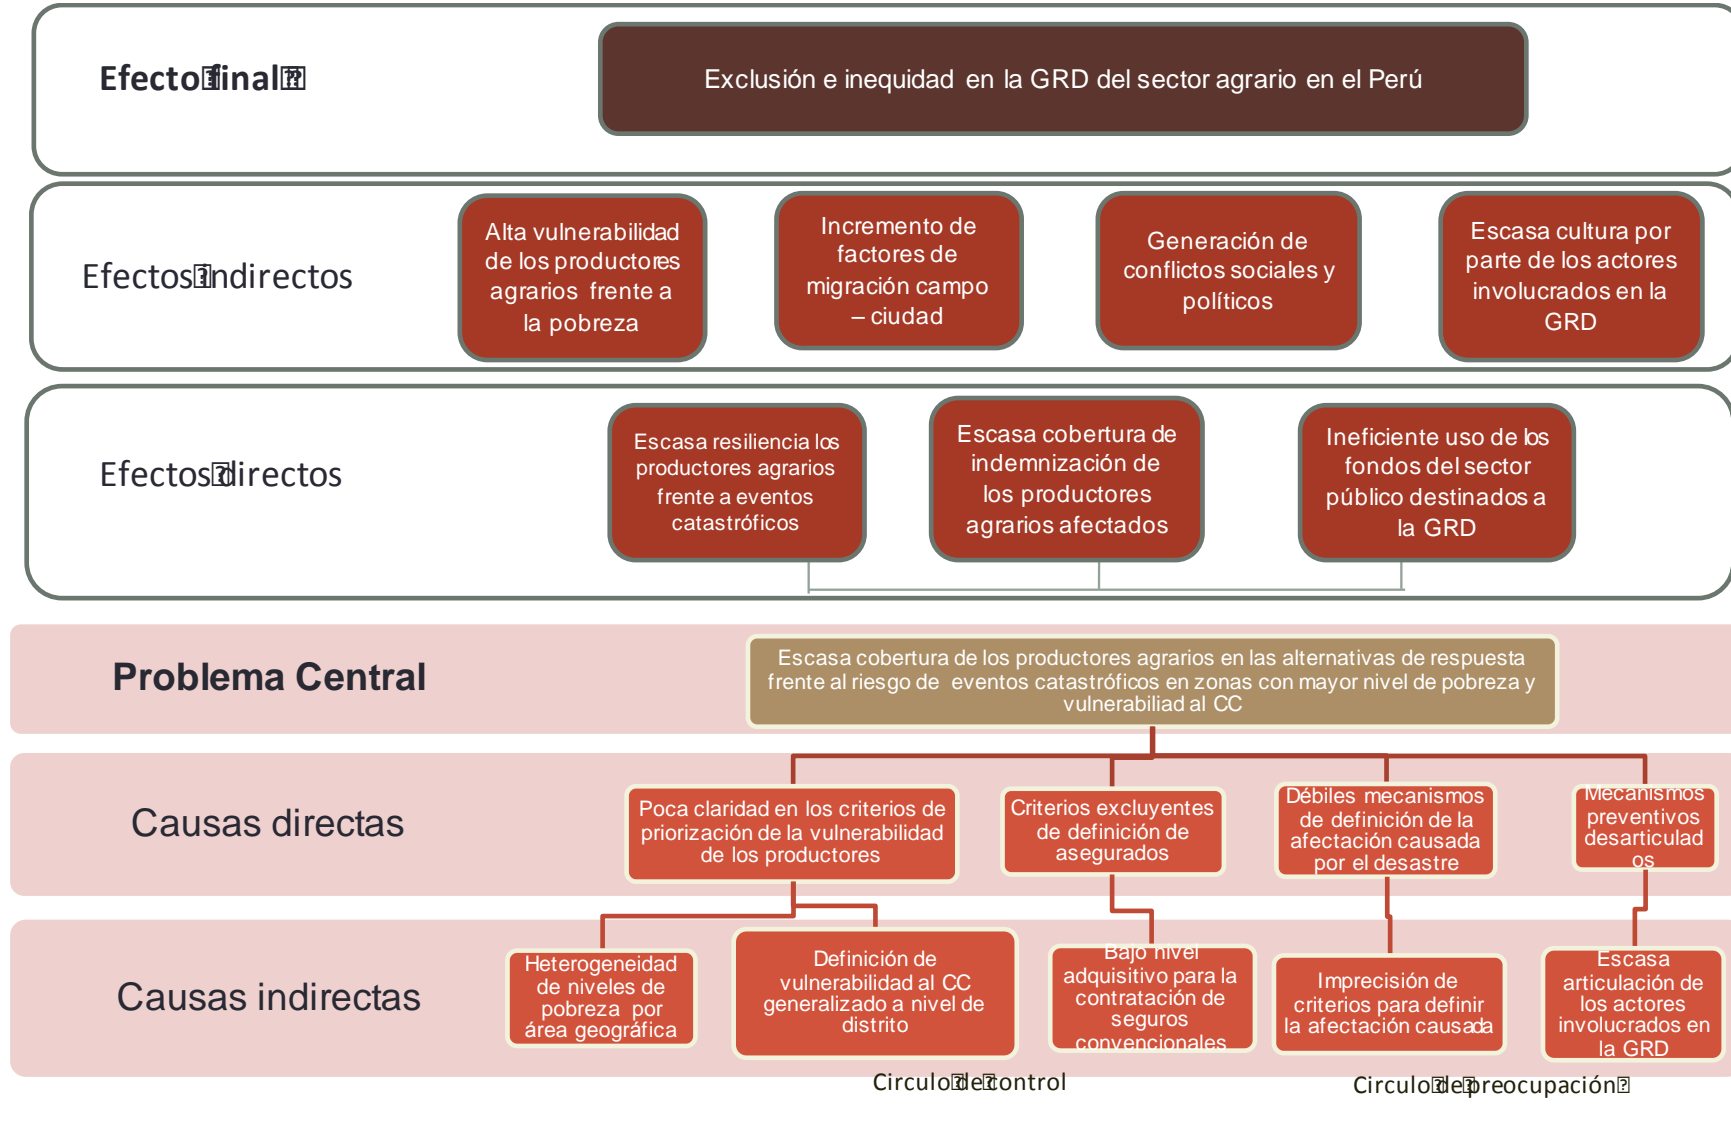 Efecto final
Exclusión e inequidad en la GRD del sector agrario en el Perú
Efectos indirectos
Alta vulnerabilidad
de los productores
agrarios frente a
la pobreza
Incremento de
factores de
migración campo
– ciudad
Generación de
conflictos sociales y
políticos
Escasa cultura por
parte de los actores
involucrados en la
GRD
Efectos directos
Escasa resiliencia los
productores agrarios
frente a eventos
catastróficos
Escasa cobertura de
indemnización de
los productores
agrarios afectados
Ineficiente uso de los
fondos del sector
público destinados a
la GRD
Problema Central
Escasa cobertura de los productores agrarios en las alternativas de respuesta
frente al riesgo de eventos catastróficos en zonas con mayor nivel de pobreza y
vulnerabiliad al CC
Causas directas
Poca claridad en los criterios de
priorización de la vulnerabilidad
de los productores
Criterios excluyentes
de definición de
asegurados
Débiles mecanismos
de definición de la
afectación causada
por el desastre
Mecanismos
preventivos
desarticulad
os
Causas indirectas
Heterogeneidad
de niveles de
pobreza por
área geográfica
Definición de
vulnerabilidad al CC
generalizado a nivel de
distrito
Bajo nivel
adquisitivo para la
contratación de
seguros
convencionales
Imprecisión de
criterios para definir
la afectación causada
Escasa
articulación de
los actores
involucrados en
la GRD
Circulo de control
Circulo de preocupación